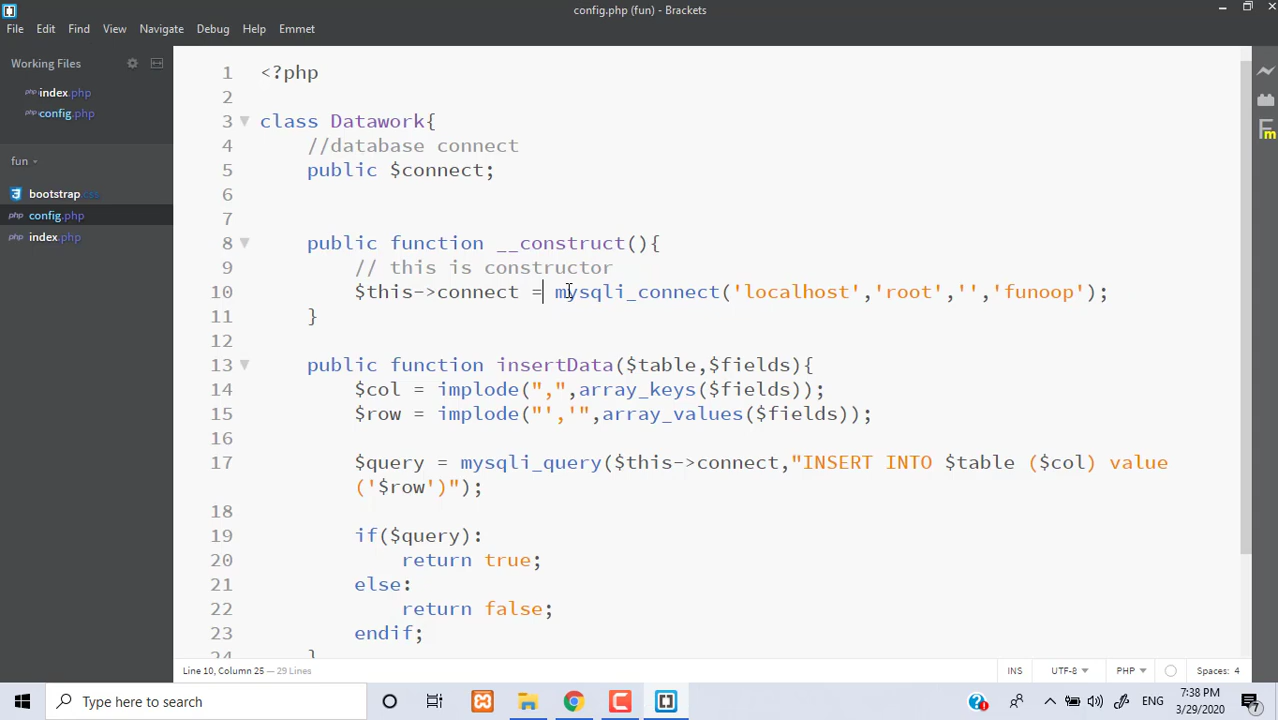 config.php (fun) - Brackets
File Edit Find View Navigate Debug Help Emmet
Working Files
index.php
config.php
fun
bootstrap.css
config.php
index.php
1 <?php
2
3 class Datawork{
4 //database connect
5 public $connect;
6
7
8 public function __construct(){
9 // this is constructor
10 $this->connect = mysqli_connect('localhost','root','','funoop');
11 }
12
13 public function insertData($table,$fields){
14 $col = implode(",",array_keys($fields));
15 $row = implode("','",array_values($fields));
16
17 $query = mysqli_query($this->connect,"INSERT INTO $table ($col) value
('$row')");
18
19 if($query):
20 return true;
21 else:
22 return false;
23 endif;
24 }
Line 10, Column 25 — 29 Lines
INS UTF-8 PHP Spaces: 4
Type here to search
ENG
7:38 PM
3/29/2020
7